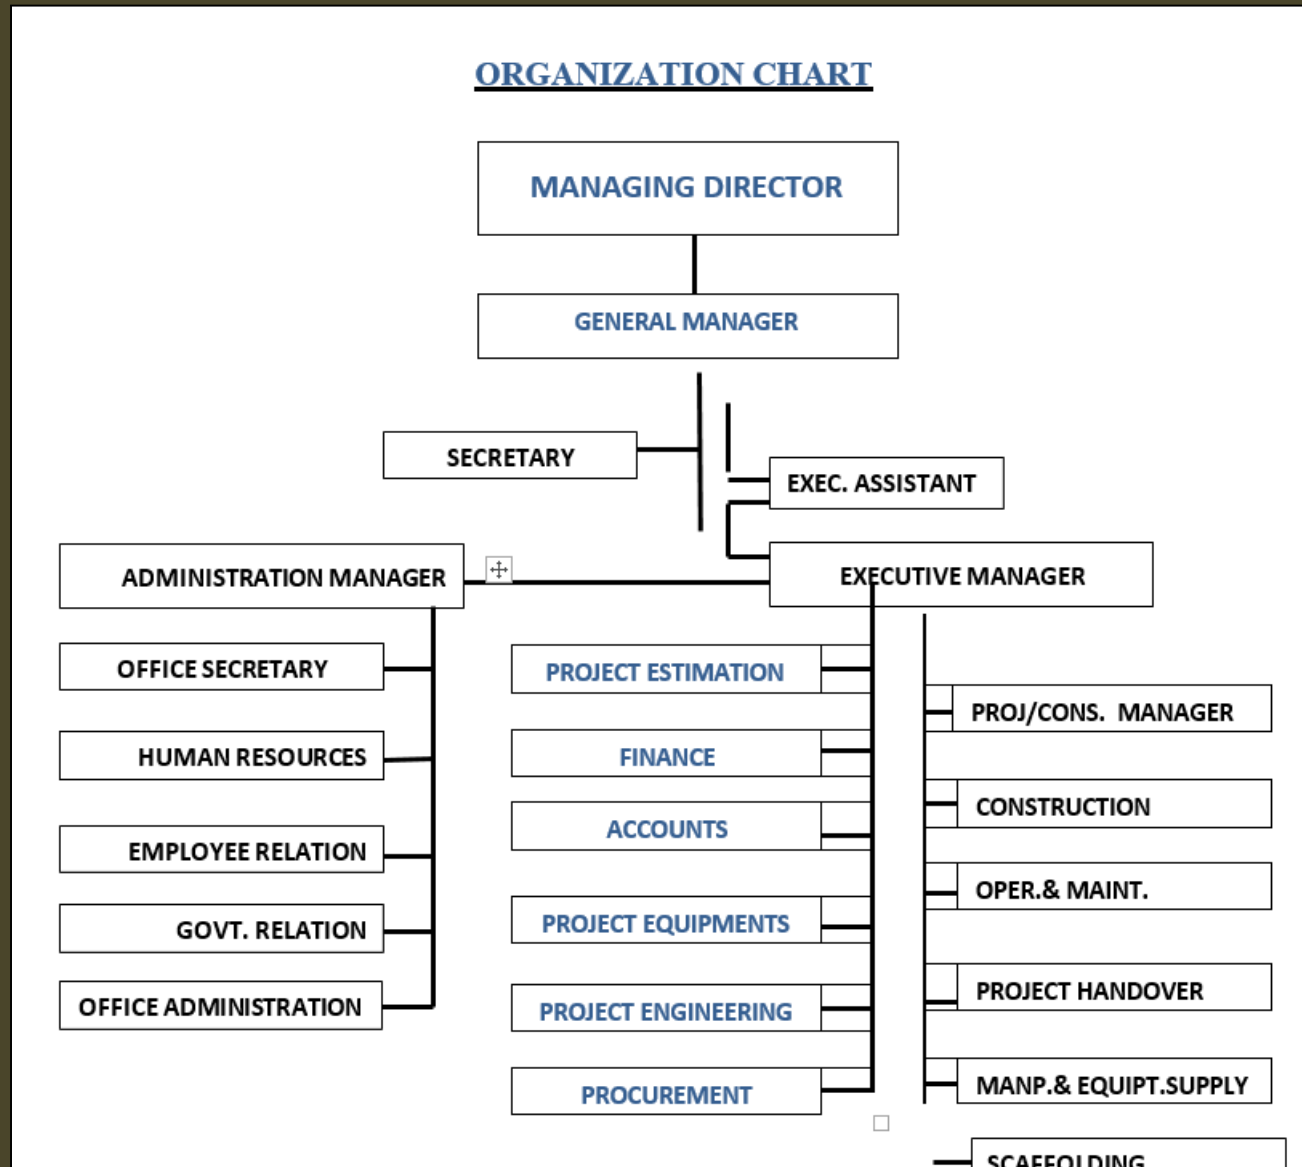 ORGANIZATION CHART
MANAGING DIRECTOR
GENERAL MANAGER
SECRETARY
EXEC. ASSISTANT
ADMINISTRATION MANAGER
EXECUTIVE MANAGER
OFFICE SECRETARY
HUMAN RESOURCES
EMPLOYEE RELATION
GOVT. RELATION
OFFICE ADMINISTRATION
PROJECT ESTIMATION
FINANCE
ACCOUNTS
PROJECT EQUIPMENTS
PROJECT ENGINEERING
PROCUREMENT
PROJ/CONS. MANAGER
CONSTRUCTION
OPER.& MAINT.
PROJECT HANDOVER
MANP.& EQUIPT.SUPPLY
SCAFFOLDING